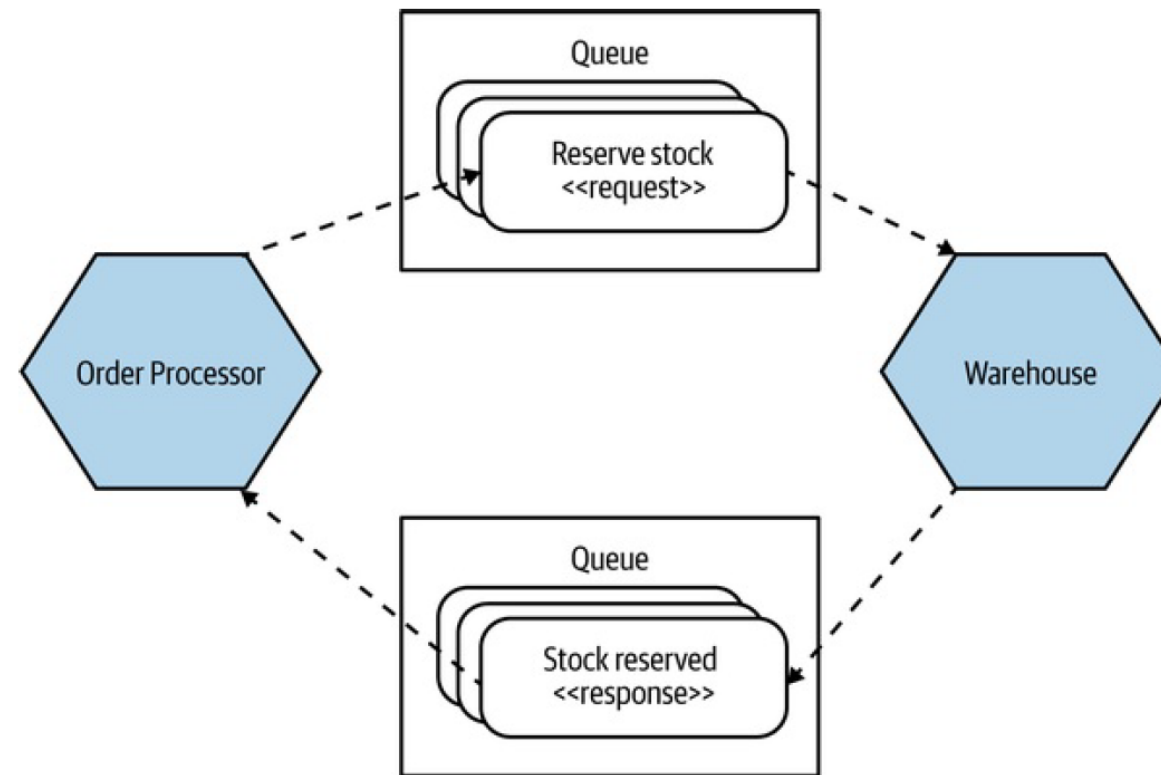 Queue
Reserve stock
<<request>>
Order Processor
Warehouse
Queue
Stock reserved
<<response>>